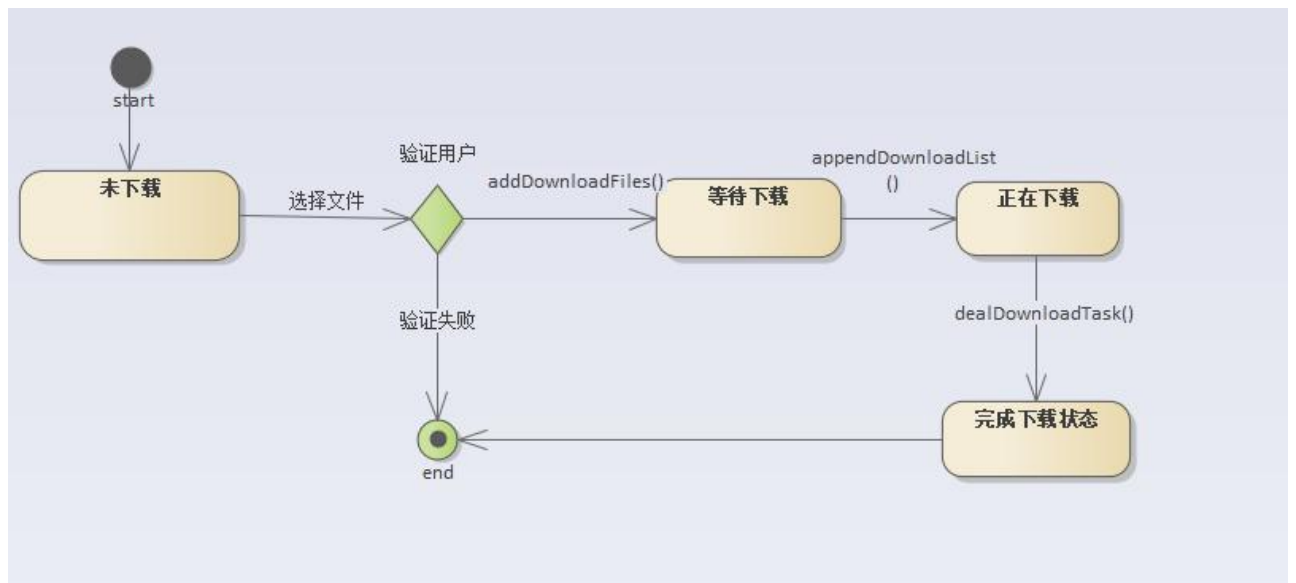 start
未下载
选择文件
验证用户
addDownloadFiles()
等待下载
appendDownloadList
()
正在下载
验证失败
dealDownloadTask()
完成下载状态
end